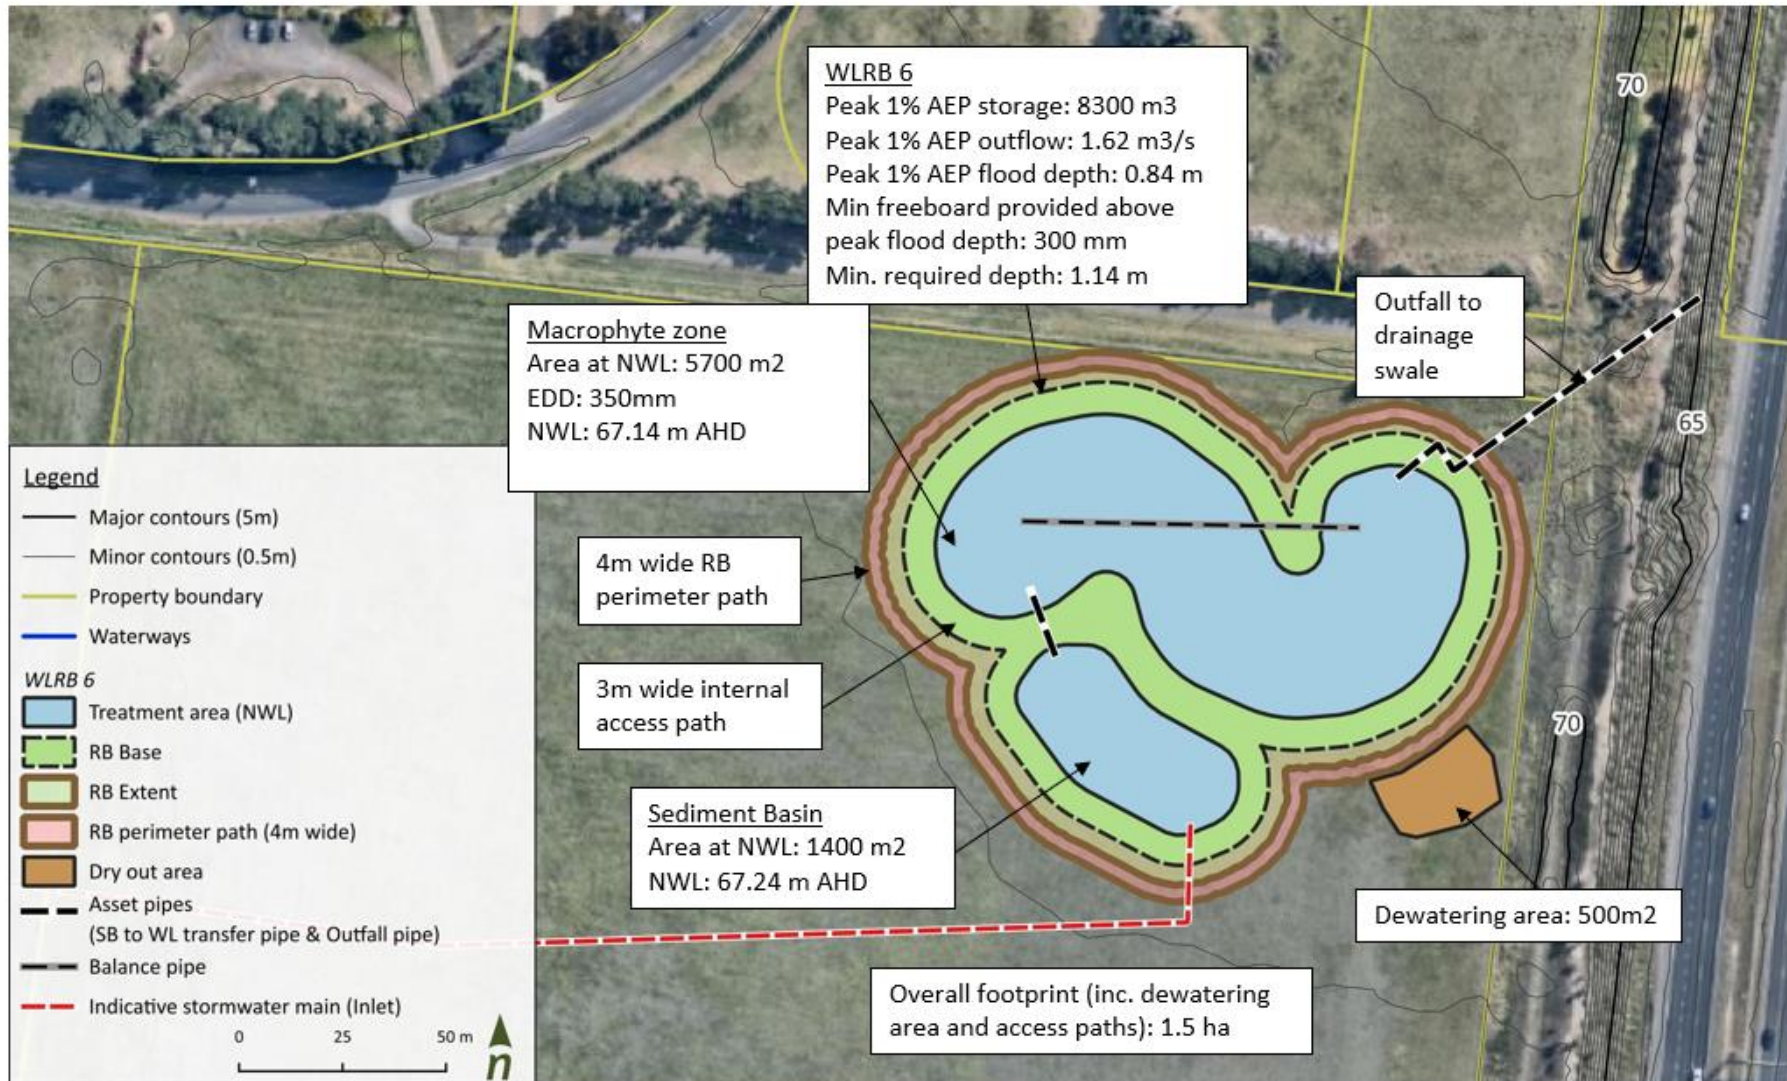 WLRB 6
Peak 1% AEP storage: 8300 m3
Peak 1% AEP outflow: 1.62 m3/s
Peak 1% AEP flood depth: 0.84 m
Min freeboard provided above
peak flood depth: 300 mm
Min. required depth: 1.14 m
70
Outfall to
drainage
swale
Macrophyte zone
Area at NWL: 5700 m2
EDD: 350mm
NWL: 67.14 m AHD
65
4m wide RB
perimeter path
3m wide internal
access path
70
Sediment Basin
Area at NWL: 1400 m2
NWL: 67.24 m AHD
Dewatering area: 500m2
Overall footprint (inc. dewatering
area and access paths): 1.5 ha
Legend
Major contours (5m)
Minor contours (0.5m)
Property boundary
Waterways
WLRB 6
Treatment area (NWL)
RB Base
RB Extent
RB perimeter path (4m wide)
Dry out area
Asset pipes
(SB to WL transfer pipe & Outfall pipe)
Balance pipe
Indicative stormwater main (Inlet)
0 25 50 m
n